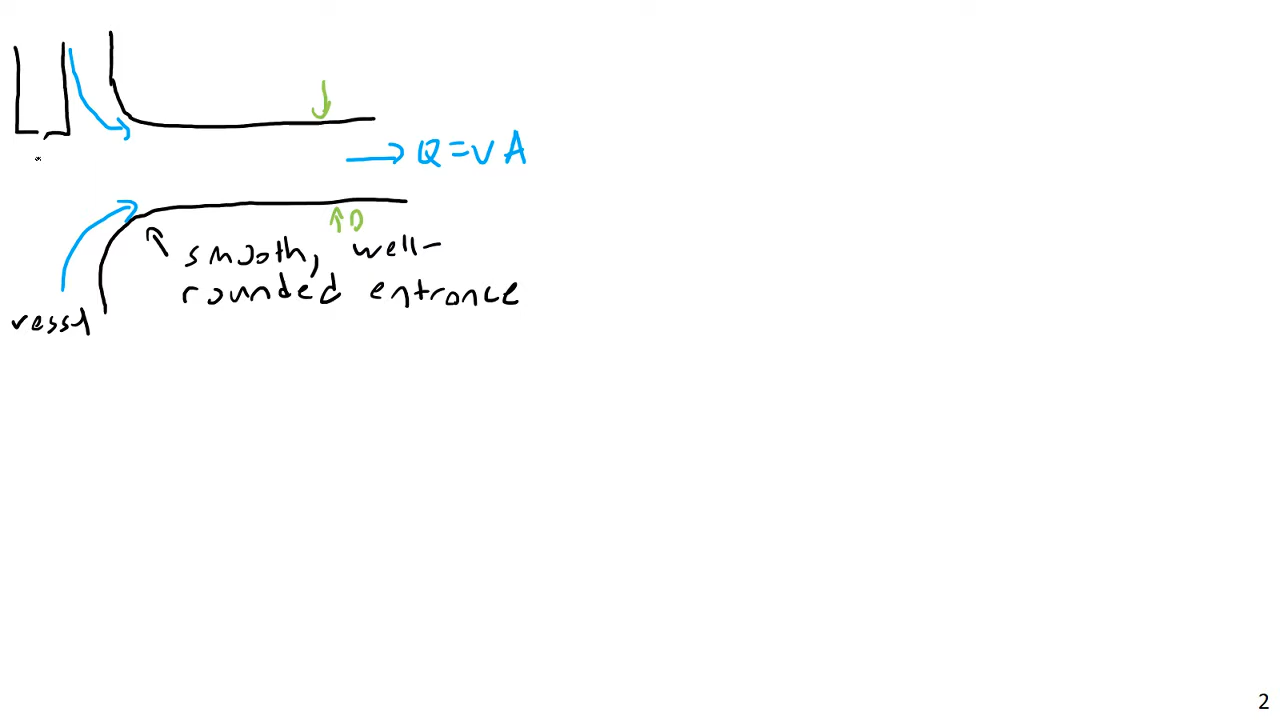 Q = v A
D
smooth, well-
rounded entrance
vessel
2